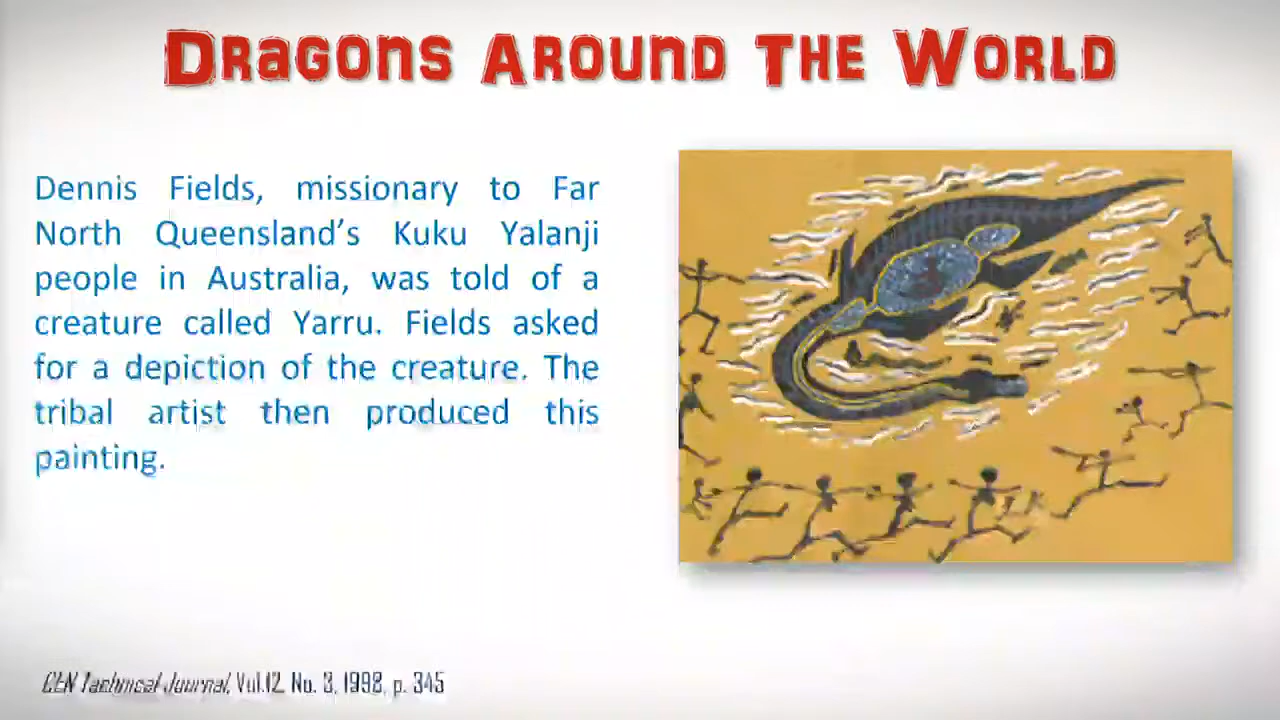 Dragons Around The World
Dennis Fields, missionary to Far
North Queensland's Kuku Yalanji
people in Australia, was told of a
creature called Yarru. Fields asked
for a depiction of the creature. The
tribal artist then produced this
painting.
CEN Technical Journal, Vol.12, No. 3, 1998, p. 345